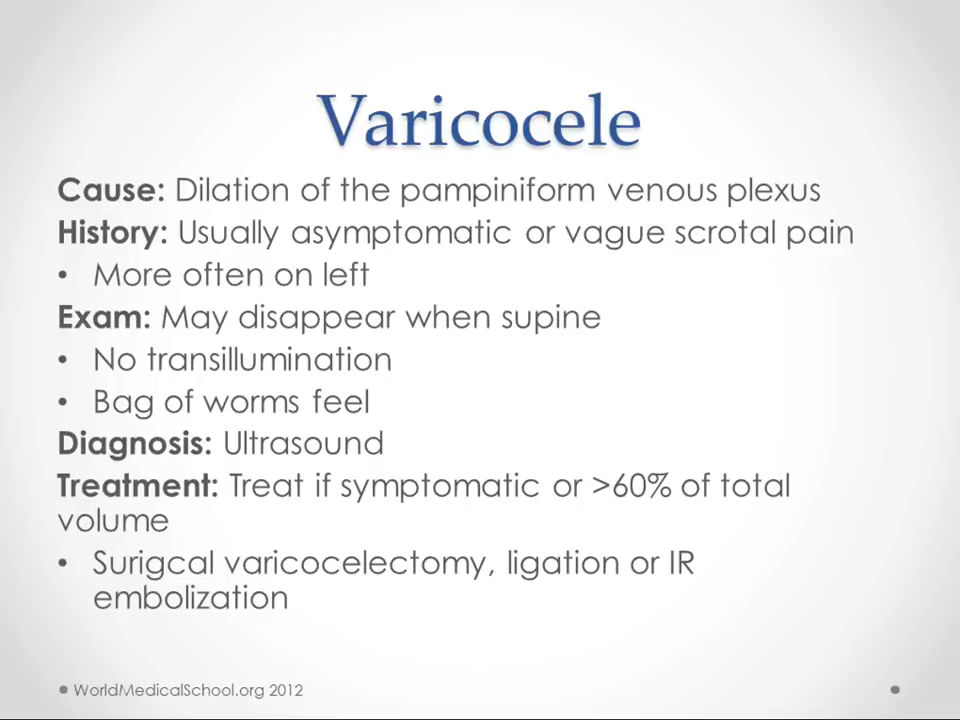 Varicocele
Cause: Dilation of the pampiniform venous plexus
History: Usually asymptomatic or vague scrotal pain
• More often on left
Exam: May disappear when supine
• No transillumination
• Bag of worms feel
Diagnosis: Ultrasound
Treatment: Treat if symptomatic or >60% of total
volume
• Surigcal varicocelectomy, ligation or IR
embolization
WorldMedicalSchool.org 2012